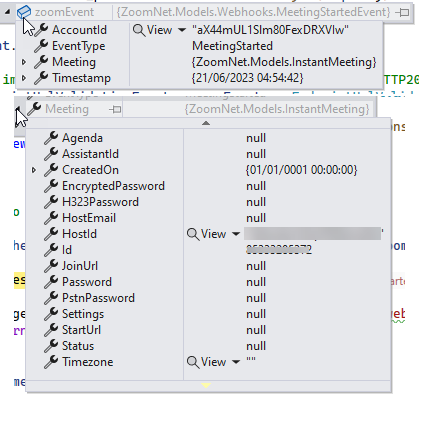 zoomEvent {ZoomNet.Models.Webhooks.MeetingStartedEvent}
AccountId View "aX44mUL1SIm80FexDRXVlw"
EventType MeetingStarted
Meeting {ZoomNet.Models.InstantMeeting}
Timestamp {21/06/2023 04:54:42}
Meeting {ZoomNet.Models.InstantMeeting}
Agenda null
AssistantId null
CreatedOn {01/01/0001 00:00:00}
EncryptedPassword null
H323Password null
HostEmail null
HostId View
Id
JoinUrl null
Password null
PstnPassword null
Settings null
StartUrl null
Status null
Timezone View ""